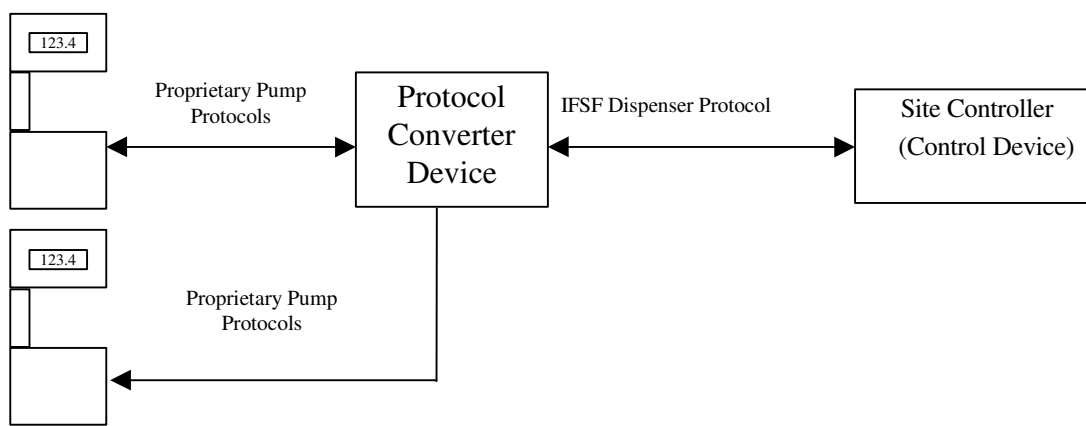 123.4
Proprietary Pump
Protocols
Protocol
Converter
Device
IFSF Dispenser Protocol
Site Controller
(Control Device)
123.4
Proprietary Pump
Protocols